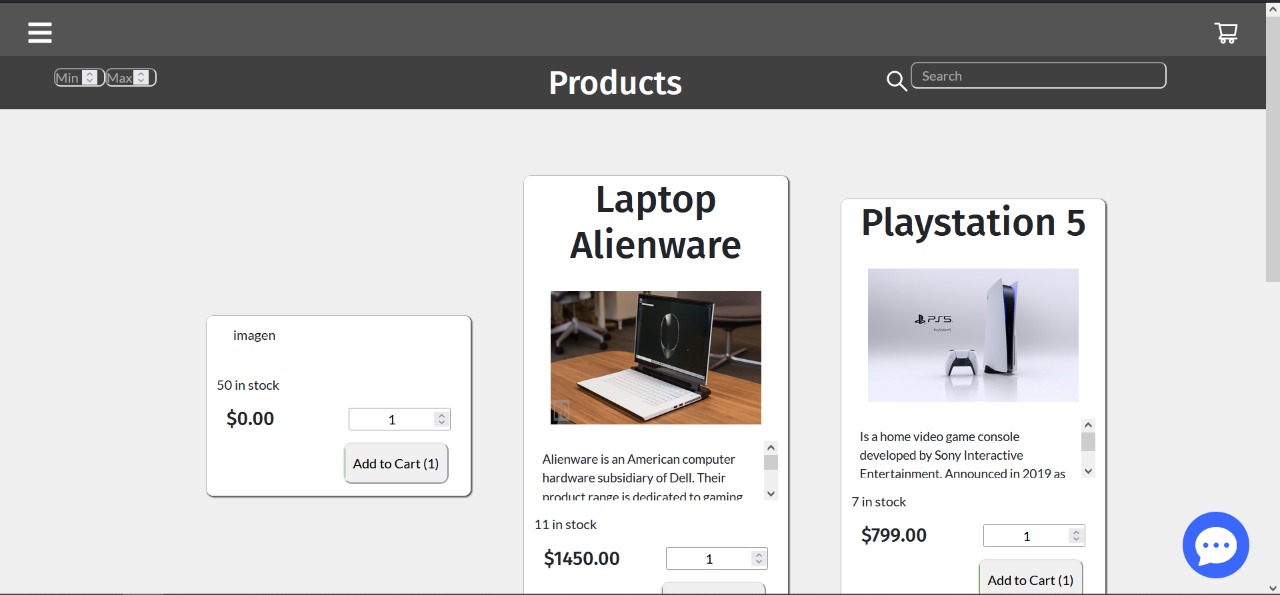 Min
Max
Products
Search
imagen
50 in stock
$0.00
1
Add to Cart (1)
Laptop
Alienware
Alienware is an American computer
hardware subsidiary of Dell. Their
product range is dedicated to gaming
11 in stock
$1450.00
1
Playstation 5
PS5
Is a home video game console
developed by Sony Interactive
Entertainment. Announced in 2019 as
7 in stock
$799.00
1
Add to Cart (1)